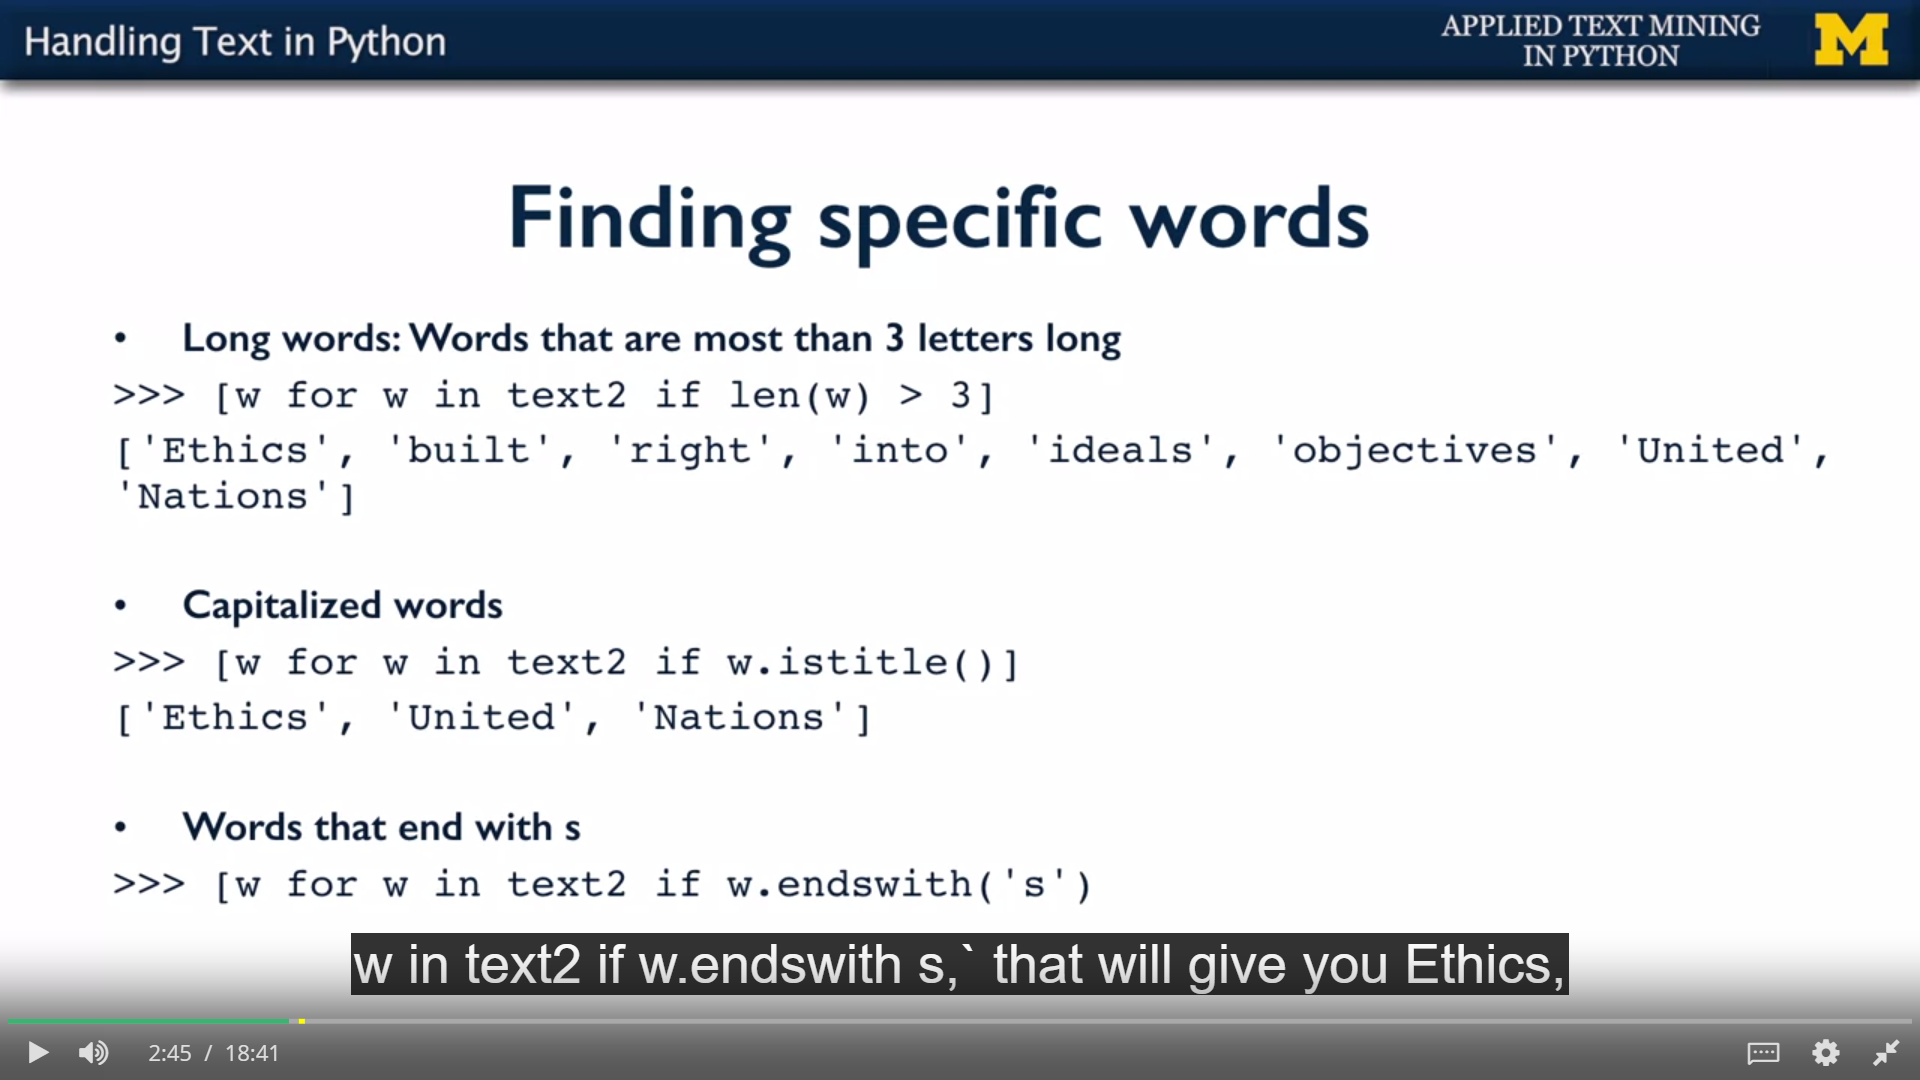 Handling Text in Python
APPLIED TEXT MINING
IN PYTHON
M
Finding specific words
• Long words: Words that are most than 3 letters long
>>> [w for w in text2 if len(w) > 3]
['Ethics', 'built', 'right', 'into', 'ideals', 'objectives', 'United',
'Nations']
• Capitalized words
>>> [w for w in text2 if w.istitle()]
['Ethics', 'United', 'Nations']
• Words that end with s
>>> [w for w in text2 if w.endswith('s')
w in text2 if w.endswith s,` that will give you Ethics,
2:45 / 18:41